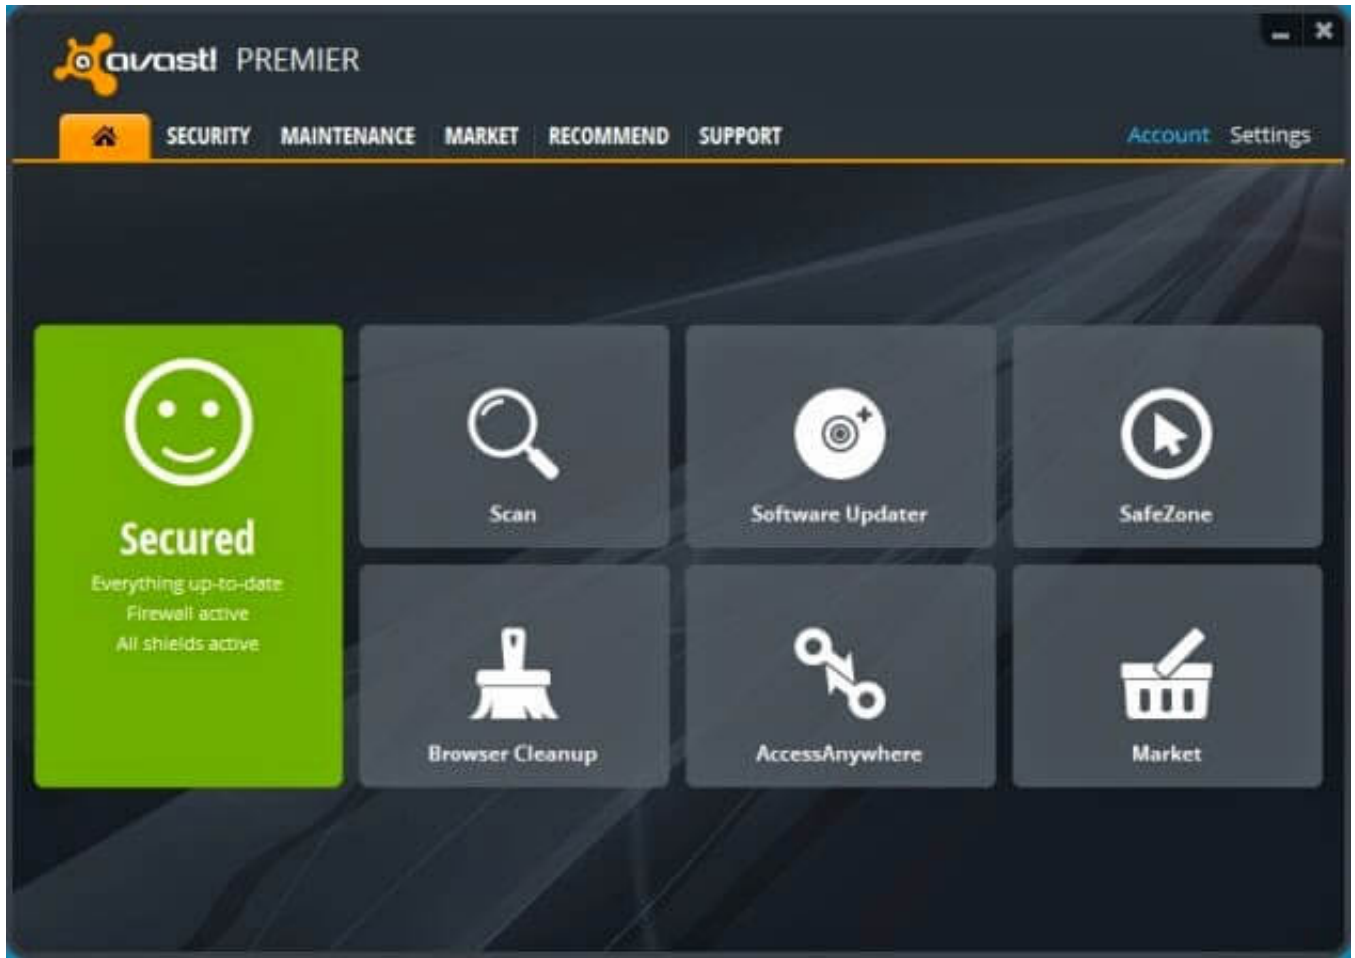 avast! PREMIER
SECURITY MAINTENANCE MARKET RECOMMEND SUPPORT Account Settings
Secured
Everything up-to-date
Firewall active
All shields active
Scan
Software Updater
SafeZone
Browser Cleanup
AccessAnywhere
Market